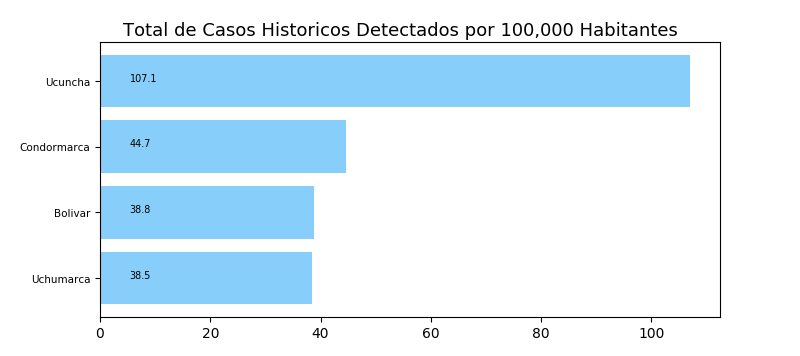 Total de Casos Historicos Detectados por 100,000 Habitantes
Ucuncha 107.1
Condormarca 44.7
Bolivar 38.8
Uchumarca 38.5
0 20 40 60 80 100